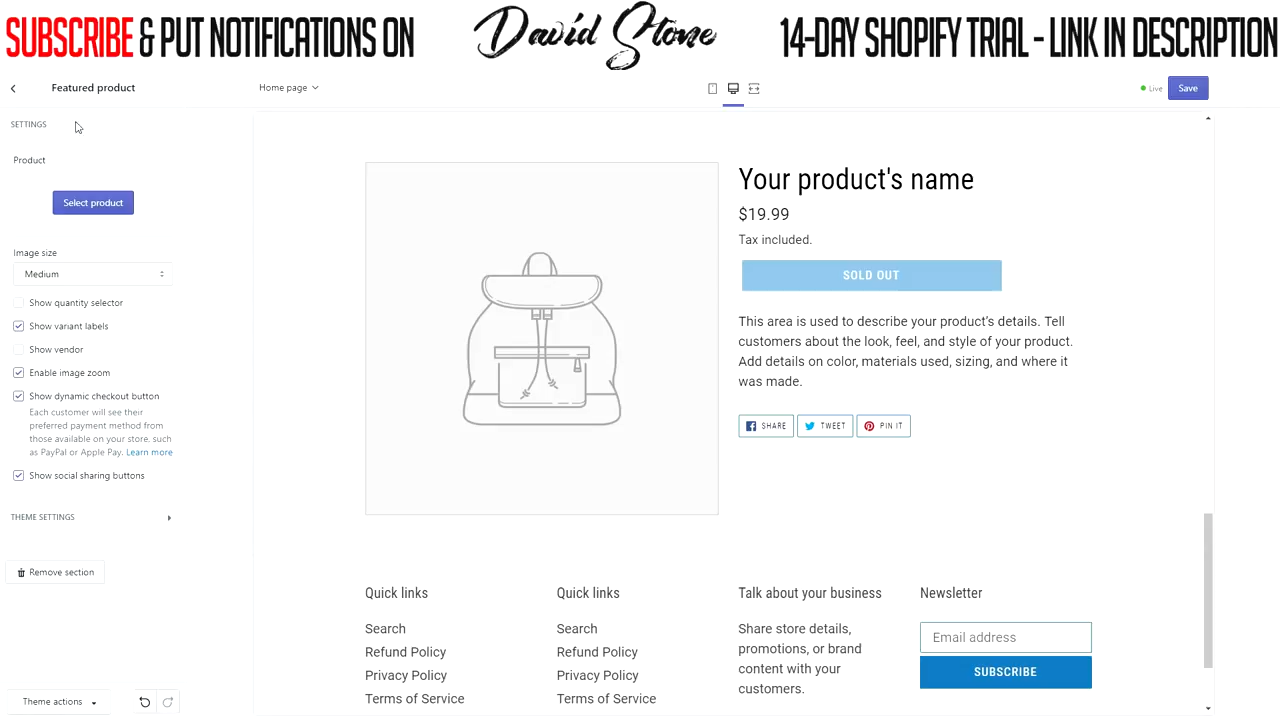 SUBSCRIBE & PUT NOTIFICATIONS ON
David Stone
14-DAY SHOPIFY TRIAL - LINK IN DESCRIPTION
Featured product
Home page
Live
Save
SETTINGS
Product
Select product
Image size
Medium
Show quantity selector
Show variant labels
Show vendor
Enable image zoom
Show dynamic checkout button
Each customer will see their
preferred payment method from
those available on your store. such
as PayPal or Apple Pay. Learn more
Show social sharing buttons
THEME SETTINGS
Remove section
Theme actions
Your product's name
$19.99
Tax included.
SOLD OUT
This area is used to describe your product's details. Tell
customers about the look, feel, and style of your product.
Add details on color, materials used, sizing, and where it
was made.
SHARE
TWEET
PIN IT
Quick links
Search
Refund Policy
Privacy Policy
Terms of Service
Quick links
Search
Refund Policy
Privacy Policy
Terms of Service
Talk about your business
Share store details,
promotions, or brand
content with your
customers.
Newsletter
Email address
SUBSCRIBE